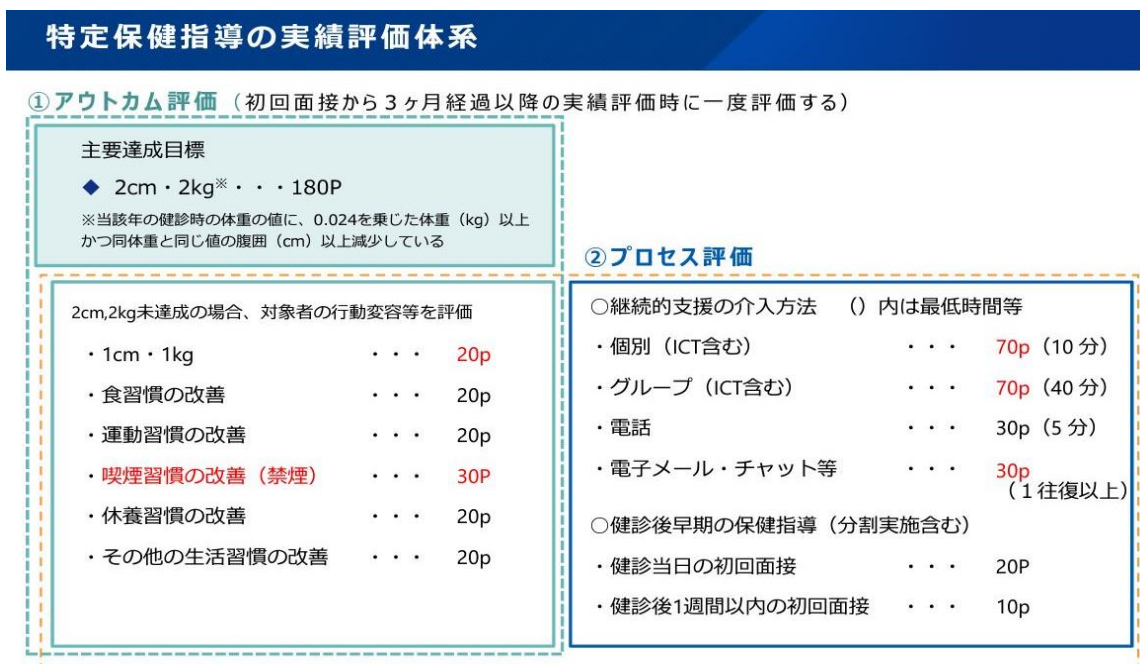 特定保健指導の実績評価体系
①アウトカム評価（初回面接から３ヶ月経過以降の実績評価時に一度評価する）
主要達成目標
◆ 2cm・2kg※・・・180P
※当該年の健診時の体重の値に、0.024を乗じた体重（kg）以上
かつ同体重と同じ値の腹囲（cm）以上減少している
2cm,2kg未達成の場合、対象者の行動変容等を評価
・1cm・1kg ・・・ 20p
・食習慣の改善 ・・・ 20p
・運動習慣の改善 ・・・ 20p
・喫煙習慣の改善（禁煙） ・・・ 30P
・休養習慣の改善 ・・・ 20p
・その他の生活習慣の改善 ・・・ 20p
②プロセス評価
○継続的支援の介入方法 （）内は最低時間等
・個別（ICT含む） ・・・ 70p（10分）
・グループ（ICT含む） ・・・ 70p（40分）
・電話 ・・・ 30p（5分）
・電子メール・チャット等 ・・・ 30p
（１往復以上）
○健診後早期の保健指導（分割実施含む）
・健診当日の初回面接 ・・・ 20P
・健診後1週間以内の初回面接 ・・・ 10p